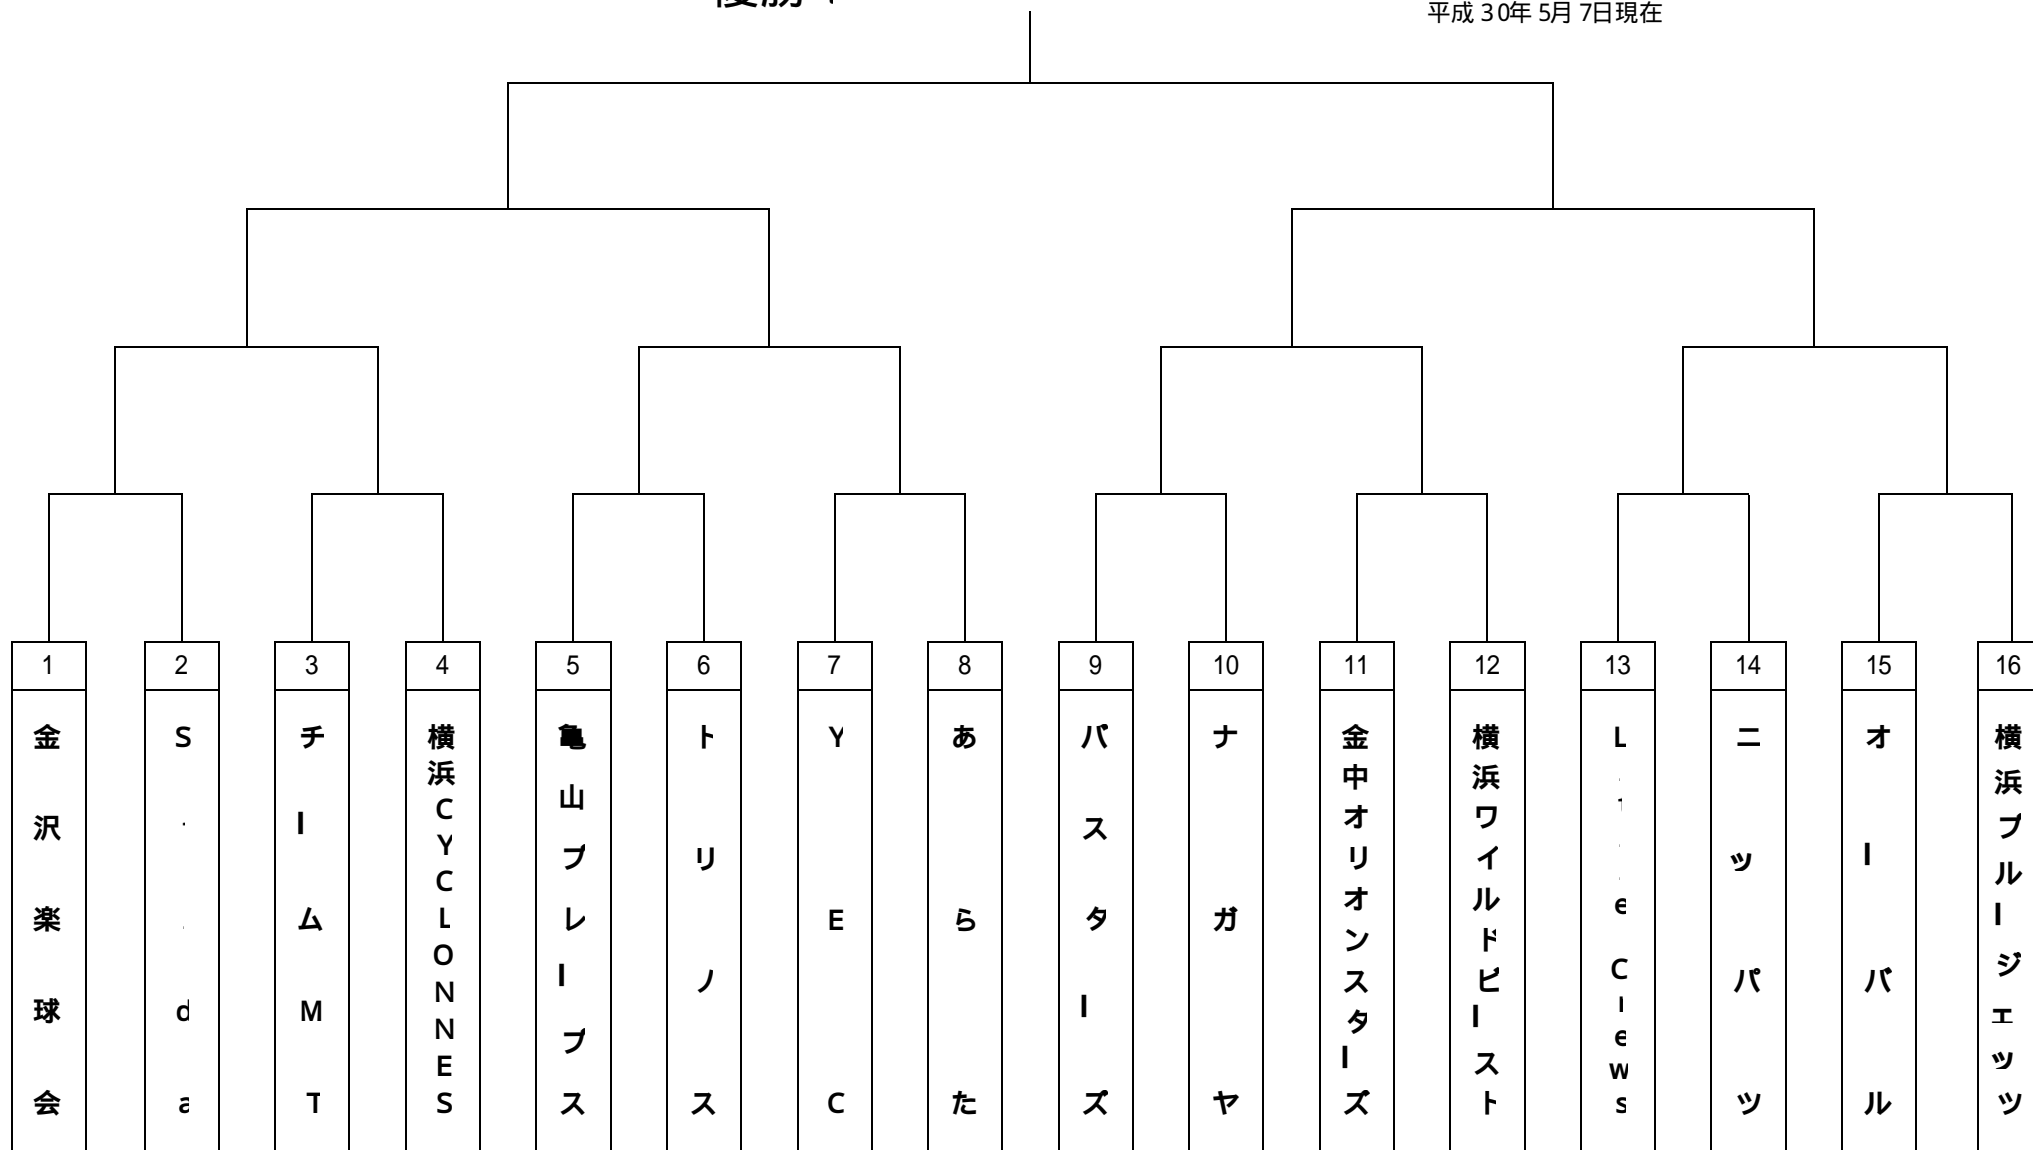 優勝
平成30年5月7日現在
1
2
3
4
5
6
7
8
9
10
11
12
13
14
15
16
金沢楽球会
チームMT
横浜CYCLONNES
亀山ブレーブス
トリノス
YEC
あらた
バスターズ
ナガヤ
金中オリオンスターズ
横浜ワイルドビースト
Crews
ニッパツ
オーバル
横浜ブルージェッツ